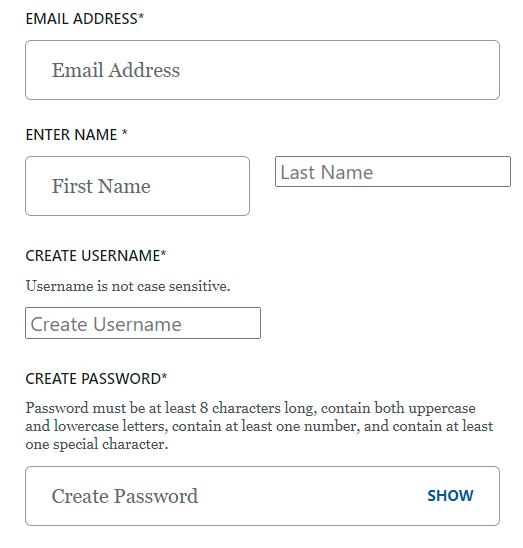 EMAIL ADDRESS*
Email Address
ENTER NAME *
First Name
Last Name
CREATE USERNAME*
Username is not case sensitive.
Create Username
CREATE PASSWORD*
Password must be at least 8 characters long, contain both uppercase
and lowercase letters, contain at least one number, and contain at least
one special character.
Create Password SHOW